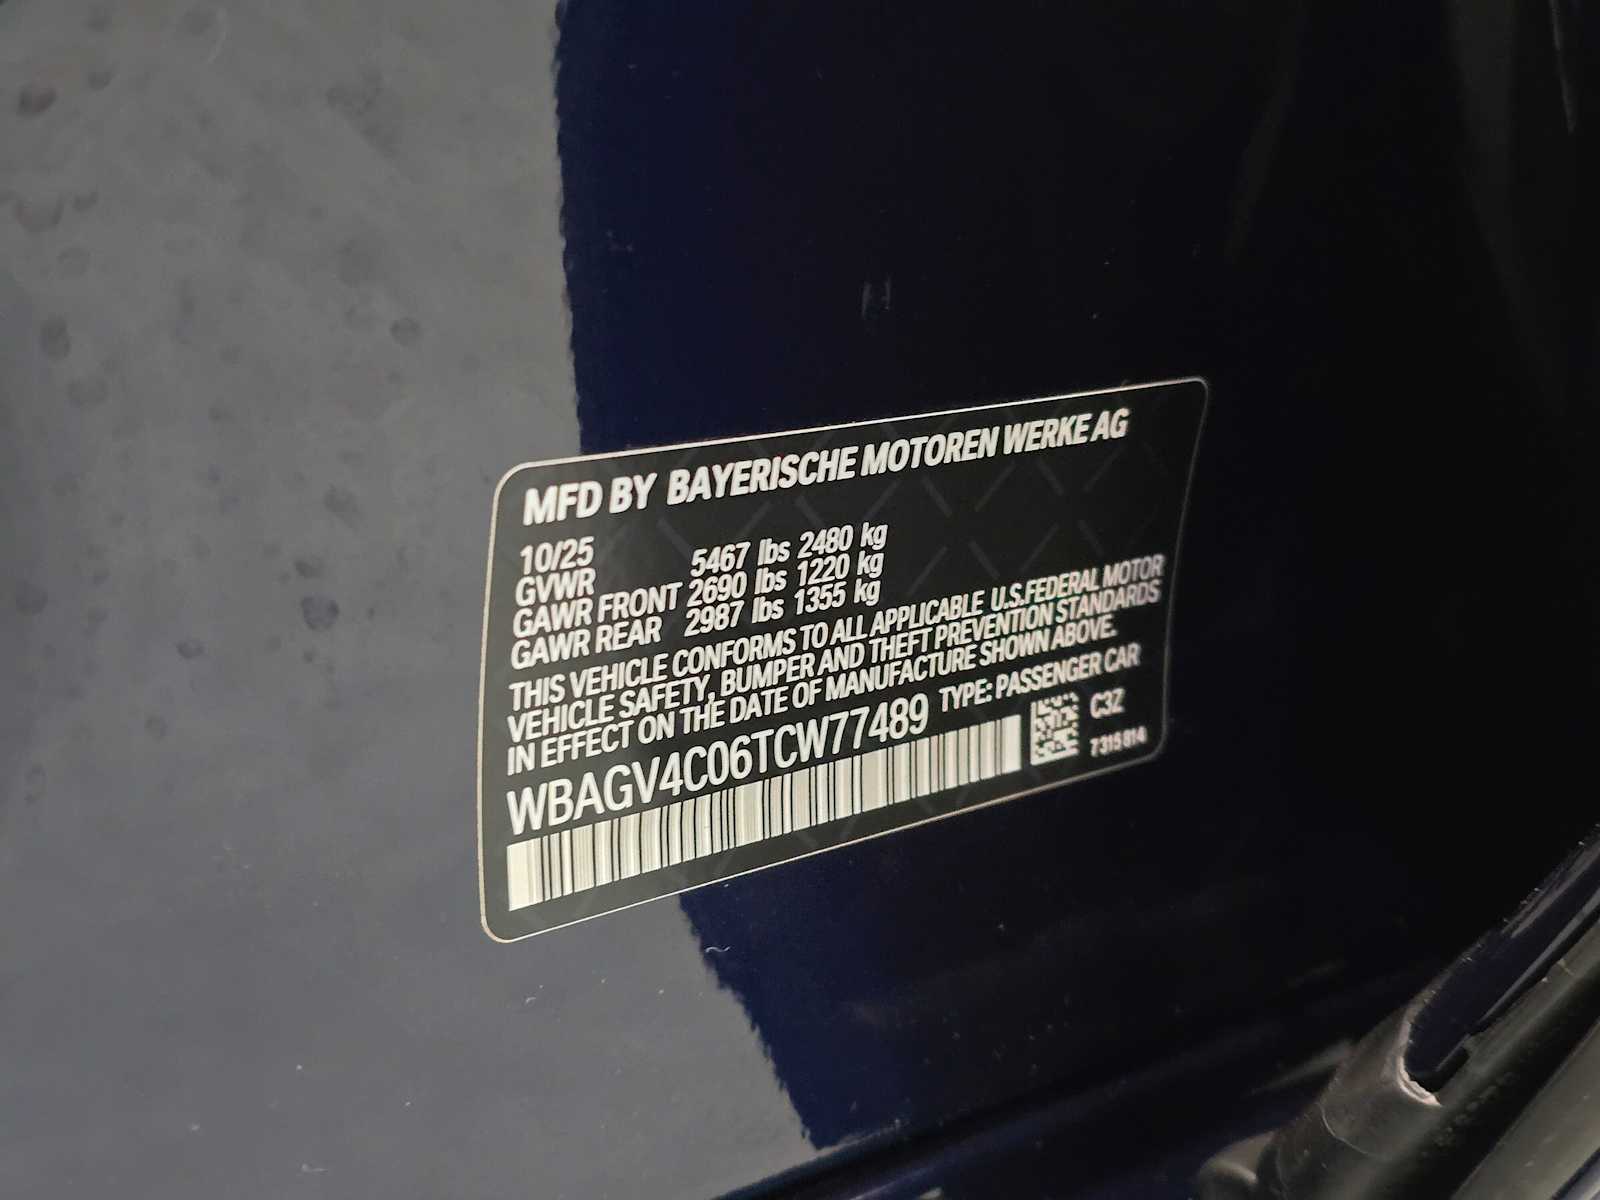 MFD BY BAYERISCHE MOTOREN WERKE AG
10/25
GVWR 5467 lbs 2480 kg
GAWR FRONT 2690 lbs 1220 kg
GAWR REAR 2987 lbs 1355 kg
THIS VEHICLE CONFORMS TO ALL APPLICABLE U.S.FEDERAL MOTOR
VEHICLE SAFETY, BUMPER AND THEFT PREVENTION STANDARDS
IN EFFECT ON THE DATE OF MANUFACTURE SHOWN ABOVE.
WBAGV4C06TCW77489 TYPE: PASSENGER CAR
C3Z
7315814